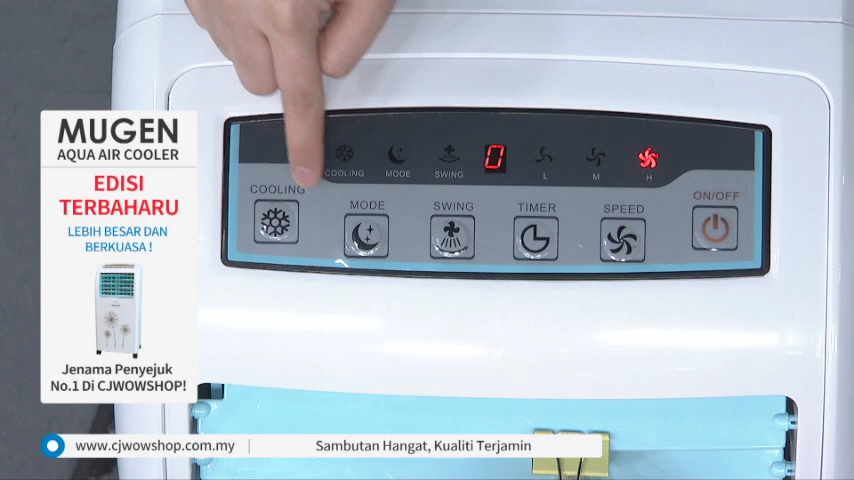 MUGEN
AQUA AIR COOLER
EDISI
TERBAHARU
LEBIH BESAR DAN
BERKUASA !
Jenama Penyejuk
No.1 Di CJWOWSHOP!
COOLING
MODE
SWING
0
L
M
H
COOLING
MODE
SWING
TIMER
SPEED
ON/OFF
www.cjwowshop.com.my
Sambutan Hangat, Kualiti Terjamin